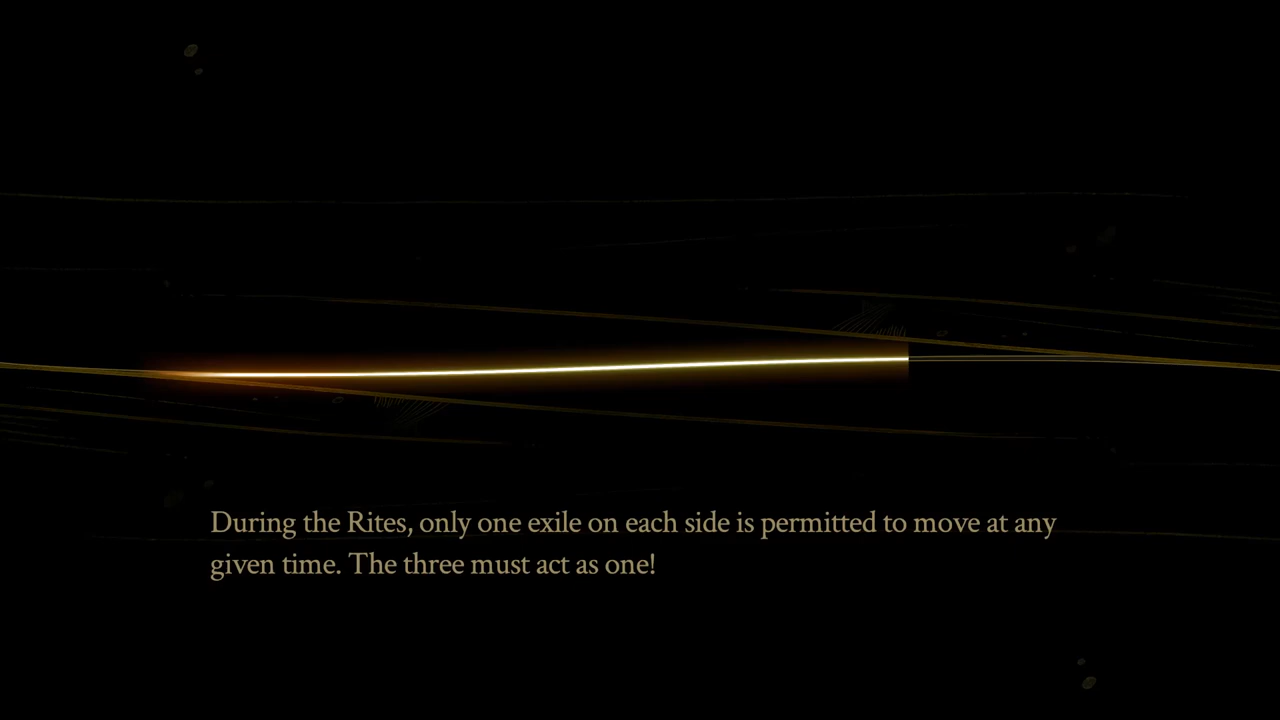 During the Rites, only one exile on each side is permitted to move at any
given time. The three must act as one!